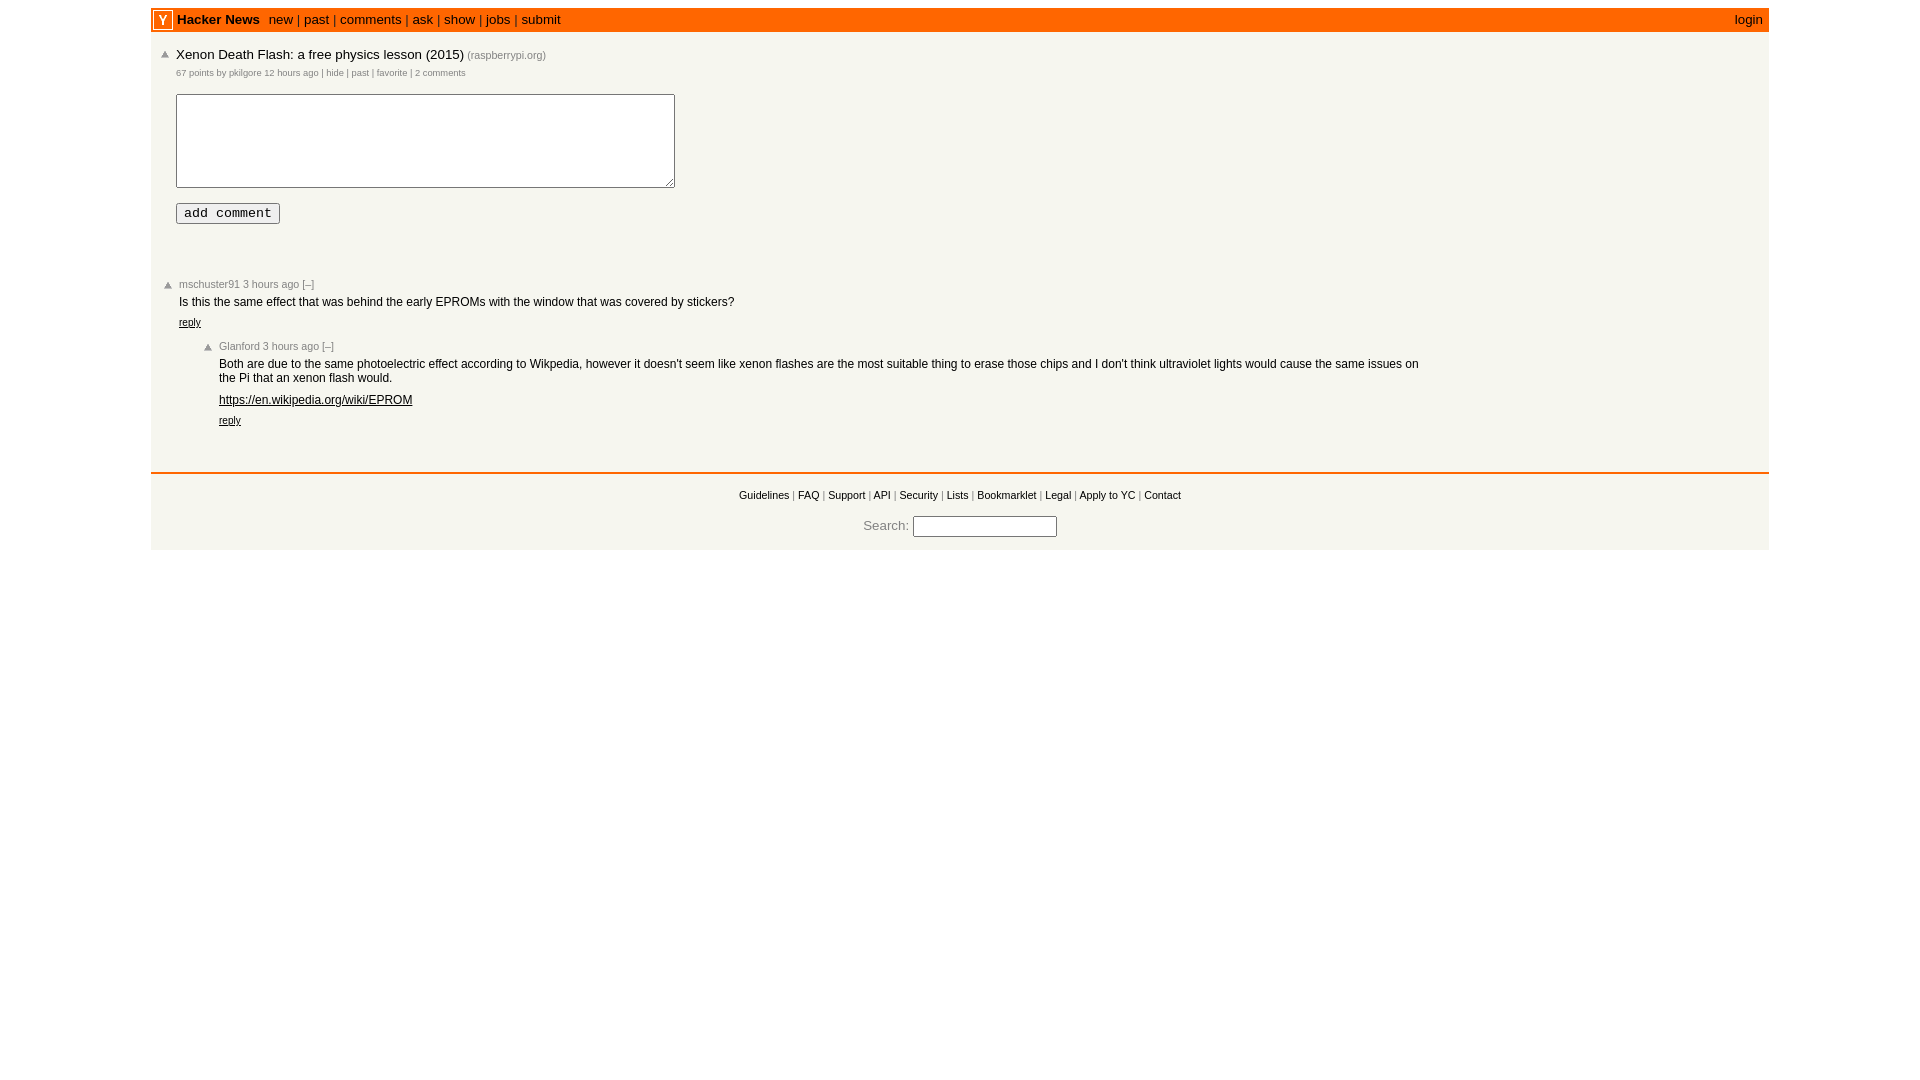 Y Hacker News new | past | comments | ask | show | jobs | submit login
Xenon Death Flash: a free physics lesson (2015) (raspberrypi.org)
67 points by pkilgore 12 hours ago | hide | past | favorite | 2 comments
add comment
mschuster91 3 hours ago [–]
Is this the same effect that was behind the early EPROMs with the window that was covered by stickers?
reply
Glanford 3 hours ago [–]
Both are due to the same photoelectric effect according to Wikpedia, however it doesn't seem like xenon flashes are the most suitable thing to erase those chips and I don't think ultraviolet lights would cause the same issues on
the Pi that an xenon flash would.
https://en.wikipedia.org/wiki/EPROM
reply
Guidelines | FAQ | Support | API | Security | Lists | Bookmarklet | Legal | Apply to YC | Contact
Search: